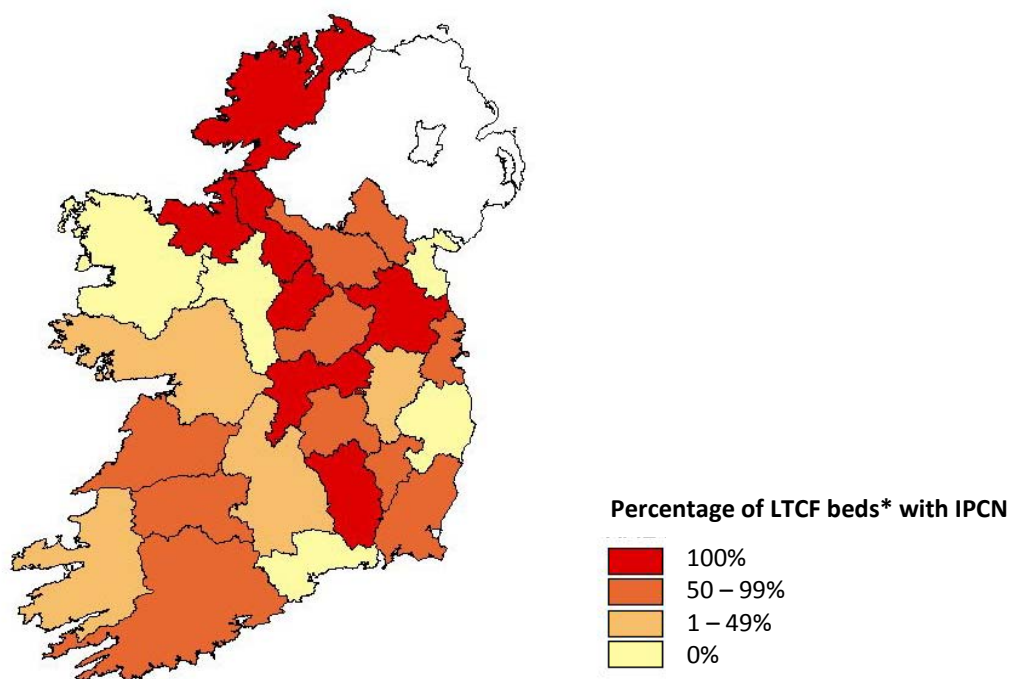 Percentage of LTCF beds* with IPCN
100%
50 – 99%
1 – 49%
0%